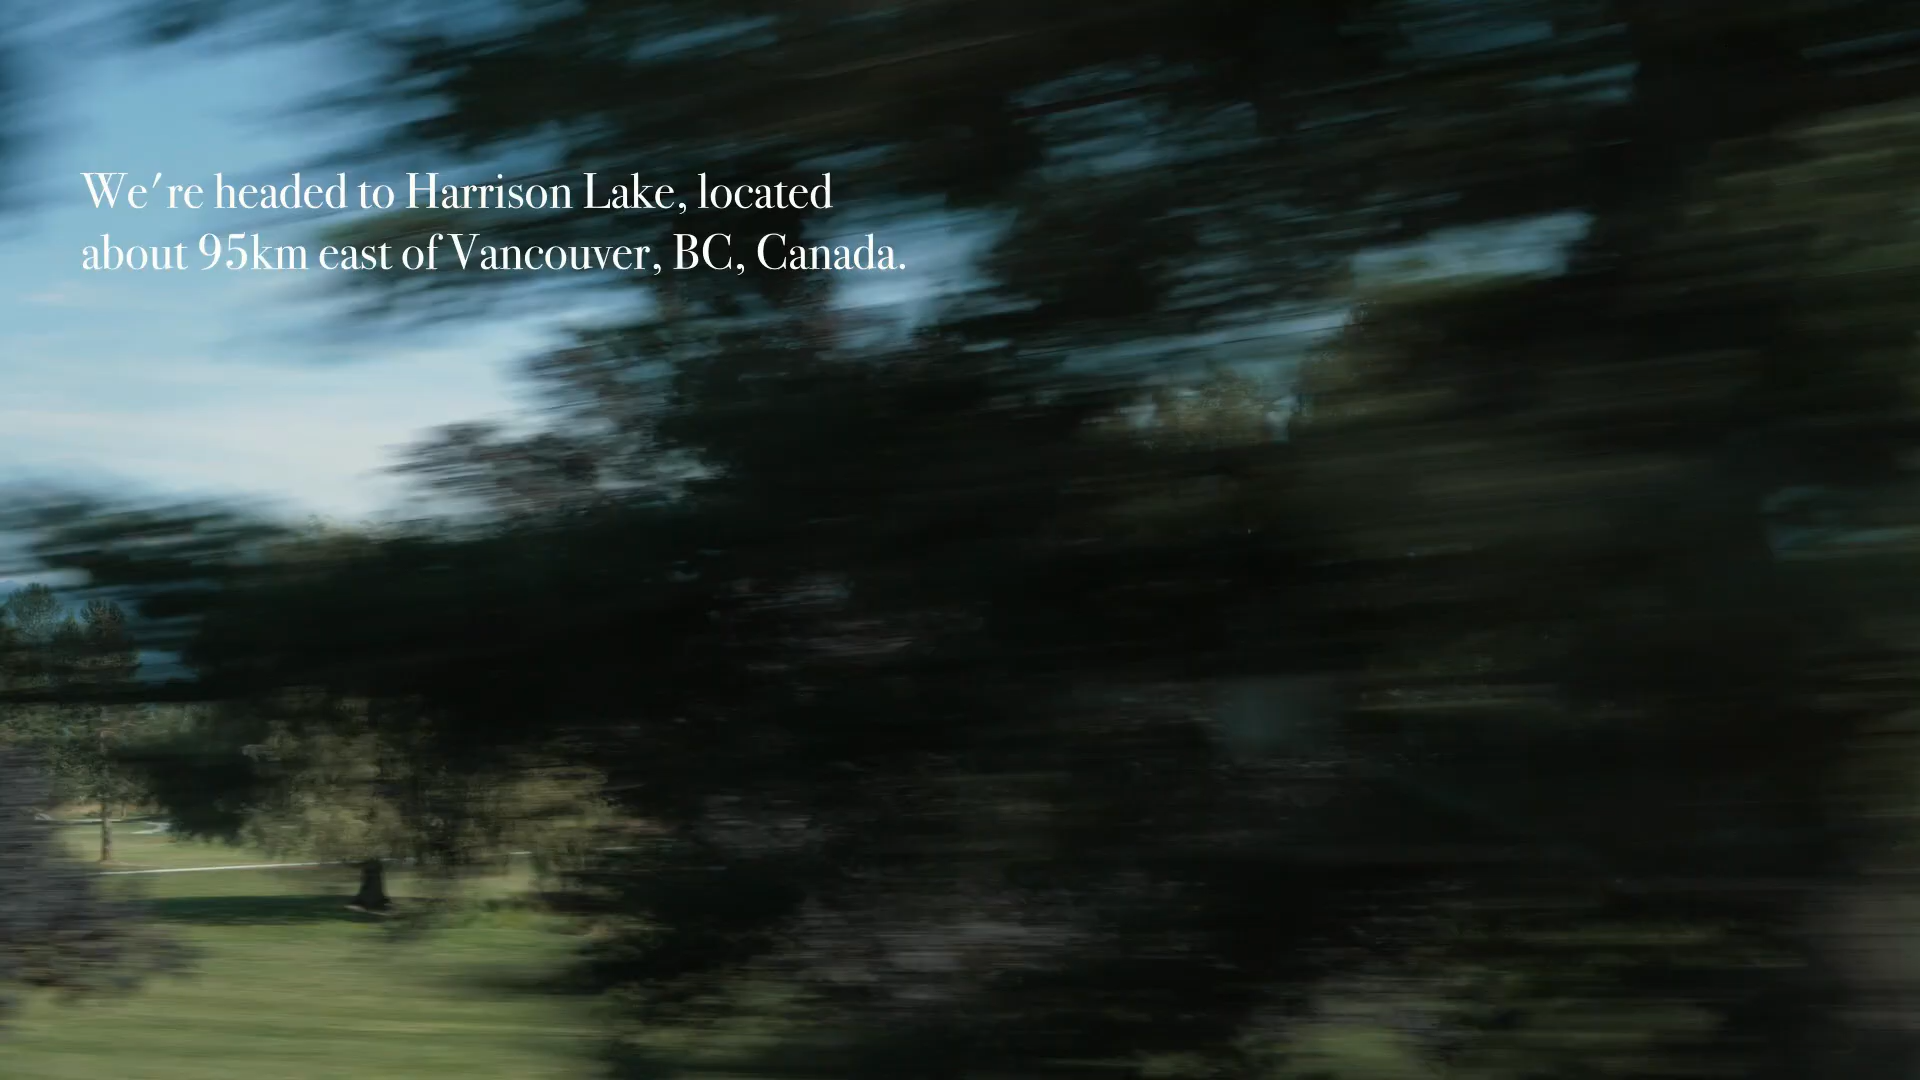 We're headed to Harrison Lake, located
about 95km east of Vancouver, BC, Canada.